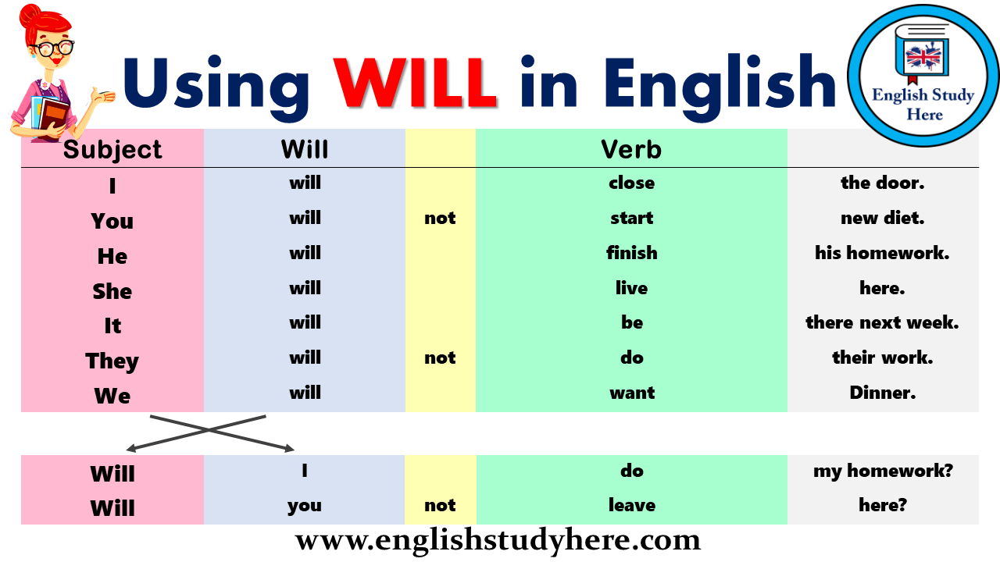 Using WILL in English
English Study
Here
Subject Will Verb
I will close the door.
You will not start new diet.
He will finish his homework.
She will live here.
It will be there next week.
They will not do their work.
We will want Dinner.
Will I do my homework?
Will you not leave here?
www.englishstudyhere.com